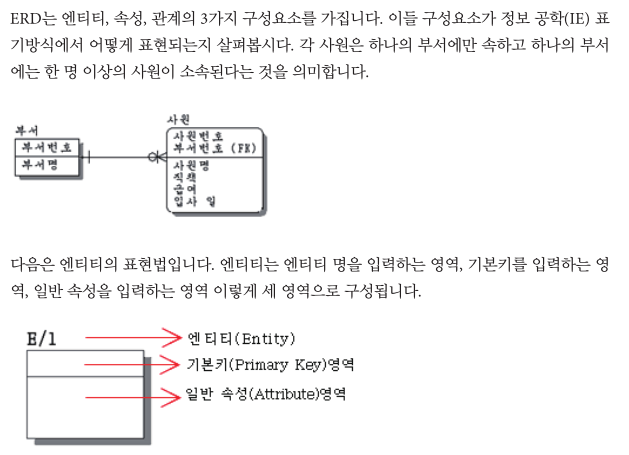 ERD는 엔티티, 속성, 관계의 3가지 구성요소를 가집니다. 이들 구성요소가 정보 공학(IE) 표
기방식에서 어떻게 표현되는지 살펴봅시다. 각 사원은 하나의 부서에만 속하고 하나의 부서
에는 한 명 이상의 사원이 소속된다는 것을 의미합니다.
부서
부서번호
부서명
사원
사원번호
부서번호 (FK)
사원명
직책
급여
입사 일
다음은 엔티티의 표현법입니다. 엔티티는 엔티티 명을 입력하는 영역, 기본키를 입력하는 영
역, 일반 속성을 입력하는 영역 이렇게 세 영역으로 구성됩니다.
E/1
엔티티(Entity)
기본키(Primary Key)영역
일반 속성(Attribute)영역